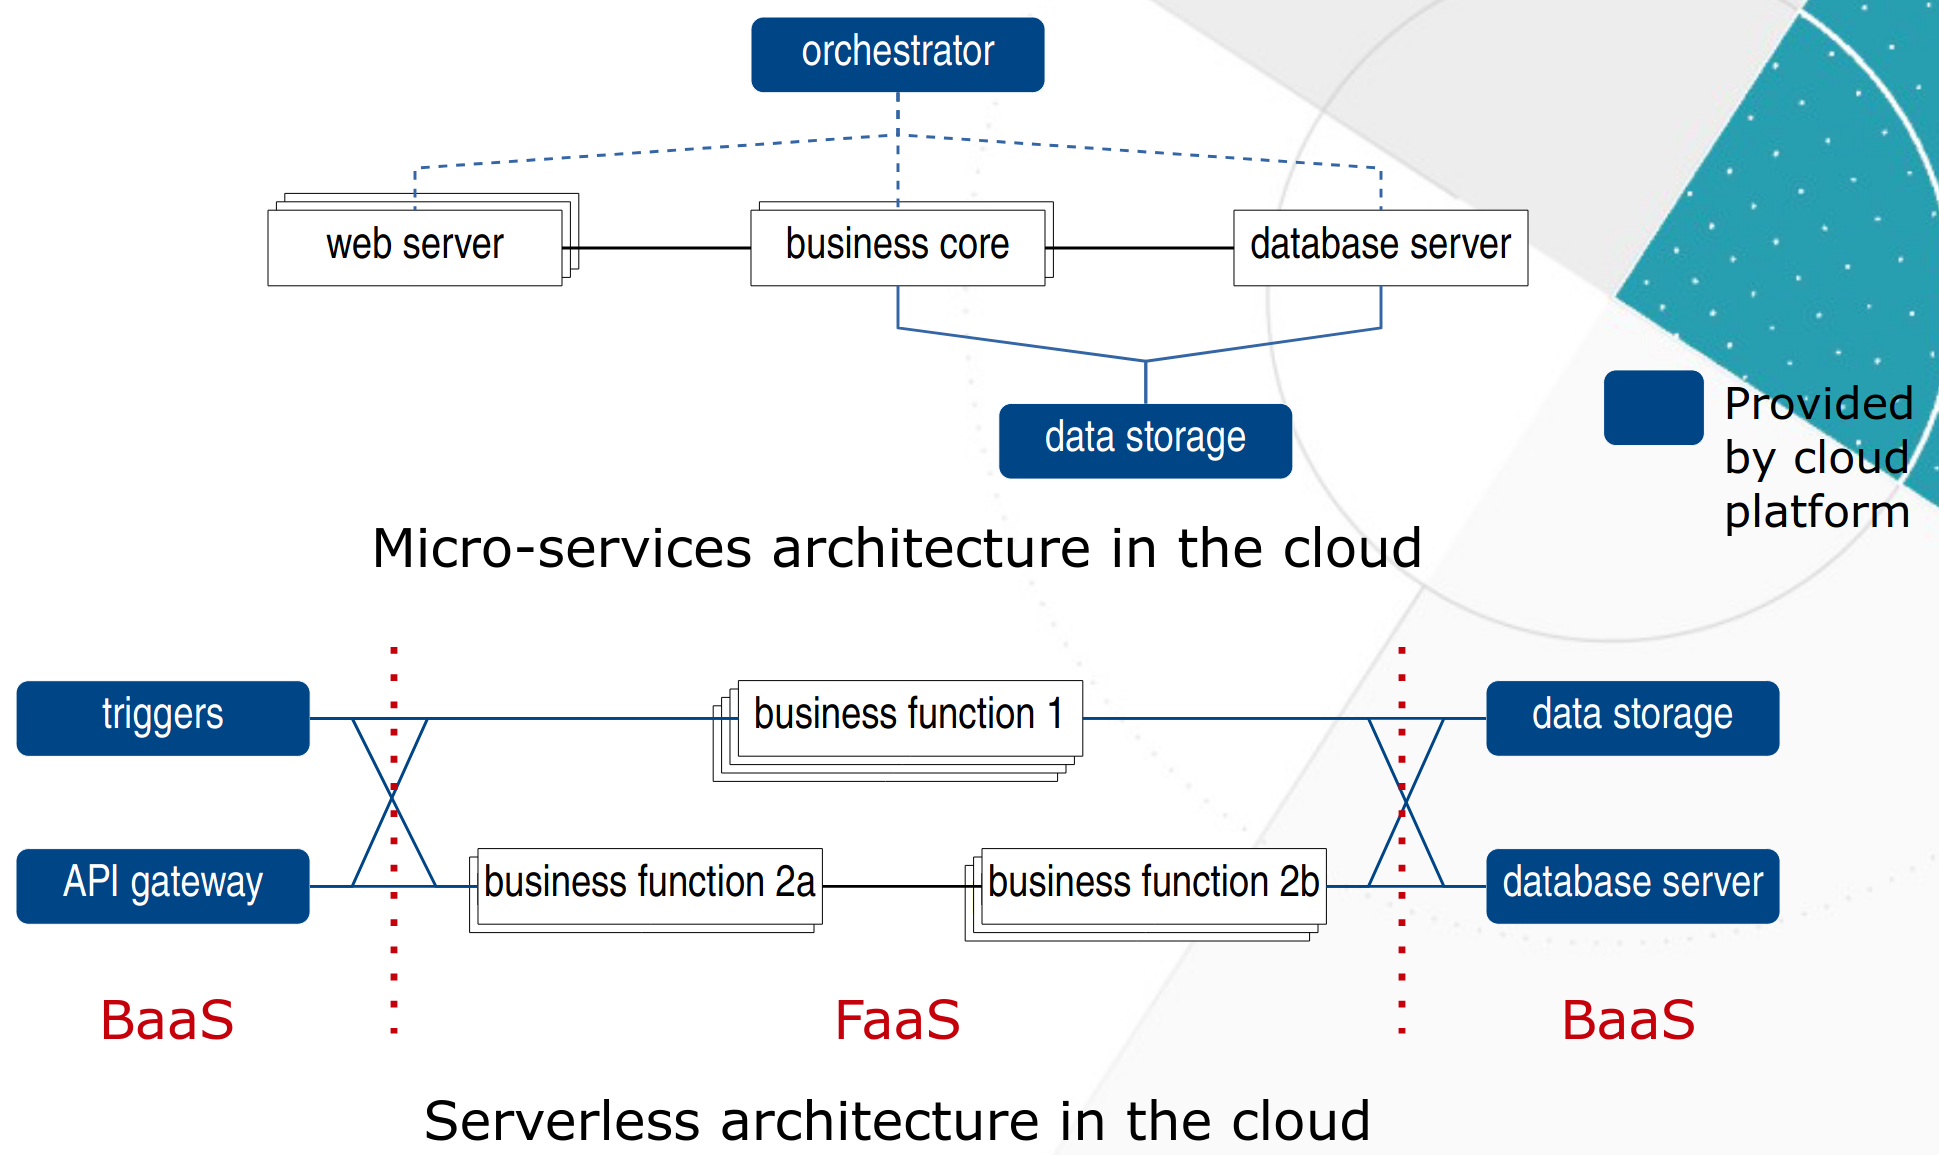 orchestrator
web server
business core
database server
data storage
Provided
by cloud
platform
Micro-services architecture in the cloud
triggers
business function 1
data storage
API gateway
business function 2a
business function 2b
database server
BaaS
FaaS
BaaS
Serverless architecture in the cloud